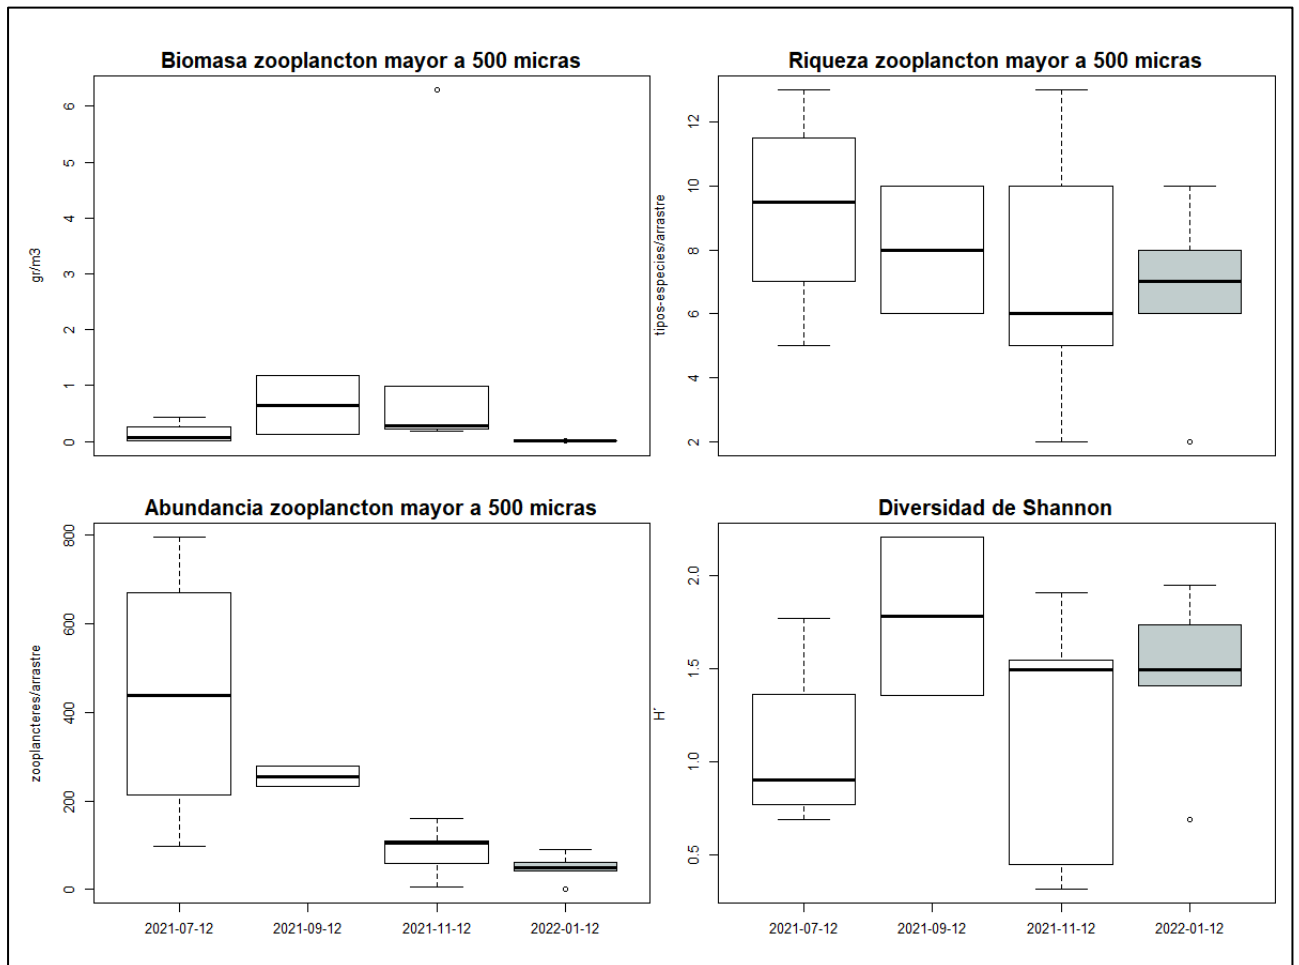 Biomasa zooplancton mayor a 500 micras
gr/m3
6
5
4
3
2
1
0
Riqueza zooplancton mayor a 500 micras
tipos-especies/arrastre
12
10
8
6
4
2
Abundancia zooplancton mayor a 500 micras
zooplancteres/arrastre
800
600
400
200
0
2021-07-12 2021-09-12 2021-11-12 2022-01-12
Diversidad de Shannon
H´
2.0
1.5
1.0
0.5
2021-07-12 2021-09-12 2021-11-12 2022-01-12